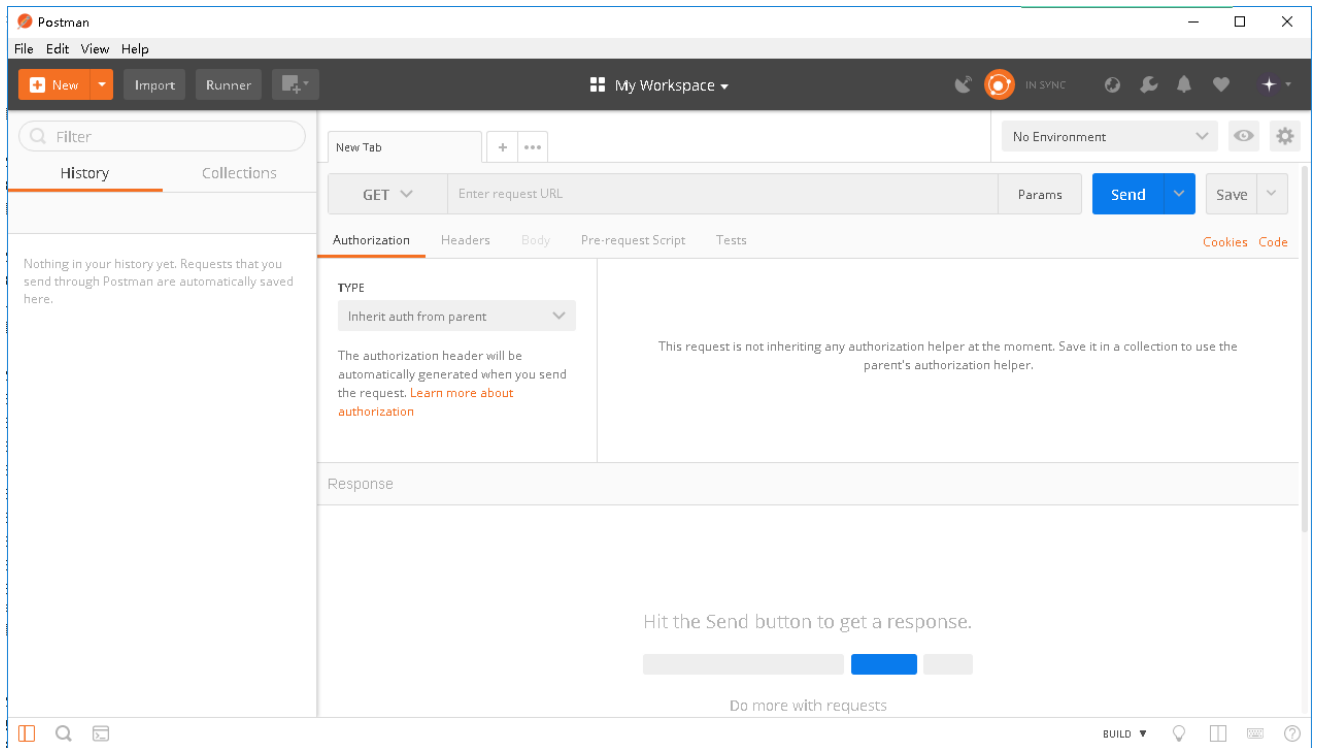 Postman
File Edit View Help
New Import Runner My Workspace IN SYNC
Filter
History Collections
Nothing in your history yet. Requests that you
send through Postman are automatically saved
here.
New Tab
No Environment
GET Enter request URL Params Send Save
Authorization Headers Body Pre-request Script Tests Cookies Code
TYPE
Inherit auth from parent
The authorization header will be
automatically generated when you send
the request. Learn more about
authorization
This request is not inheriting any authorization helper at the moment. Save it in a collection to use the
parent's authorization helper.
Response
Hit the Send button to get a response.
Do more with requests
BUILD